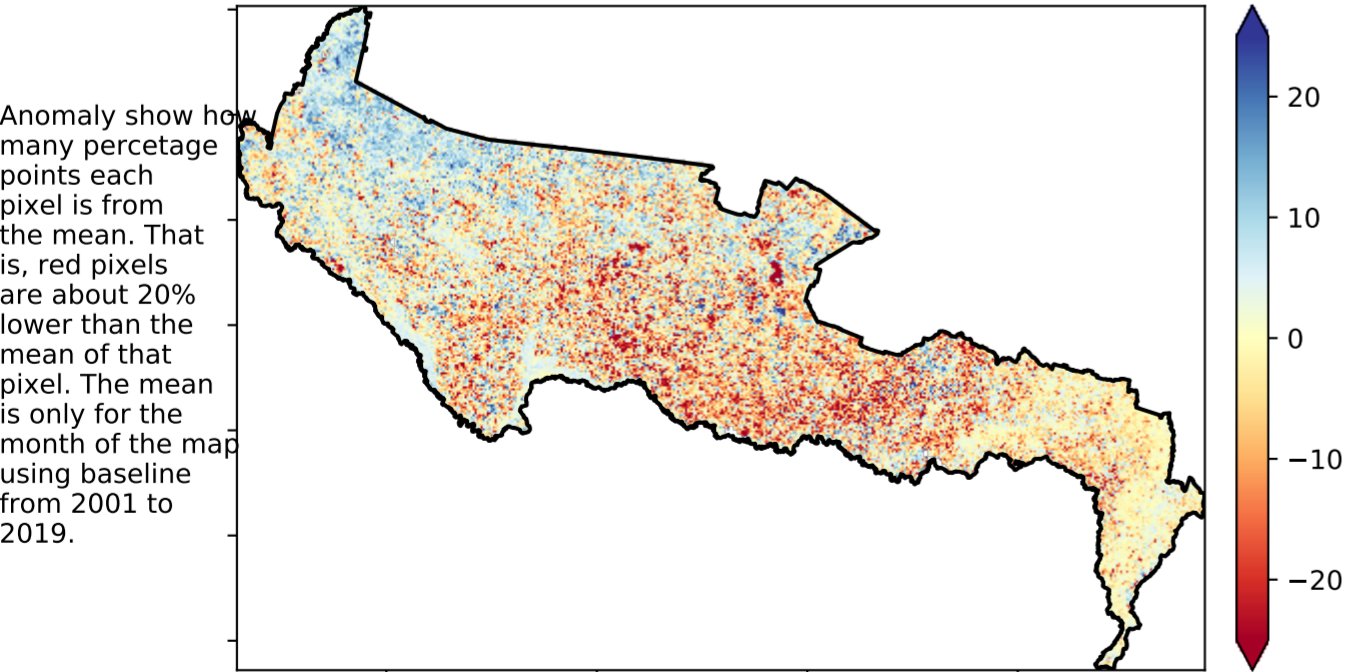 Anomaly show how
many percetage
points each
pixel is from
the mean. That
is, red pixels
are about 20%
lower than the
mean of that
pixel. The mean
is only for the
month of the map
using baseline
from 2001 to
2019.
20
10
0
−10
−20